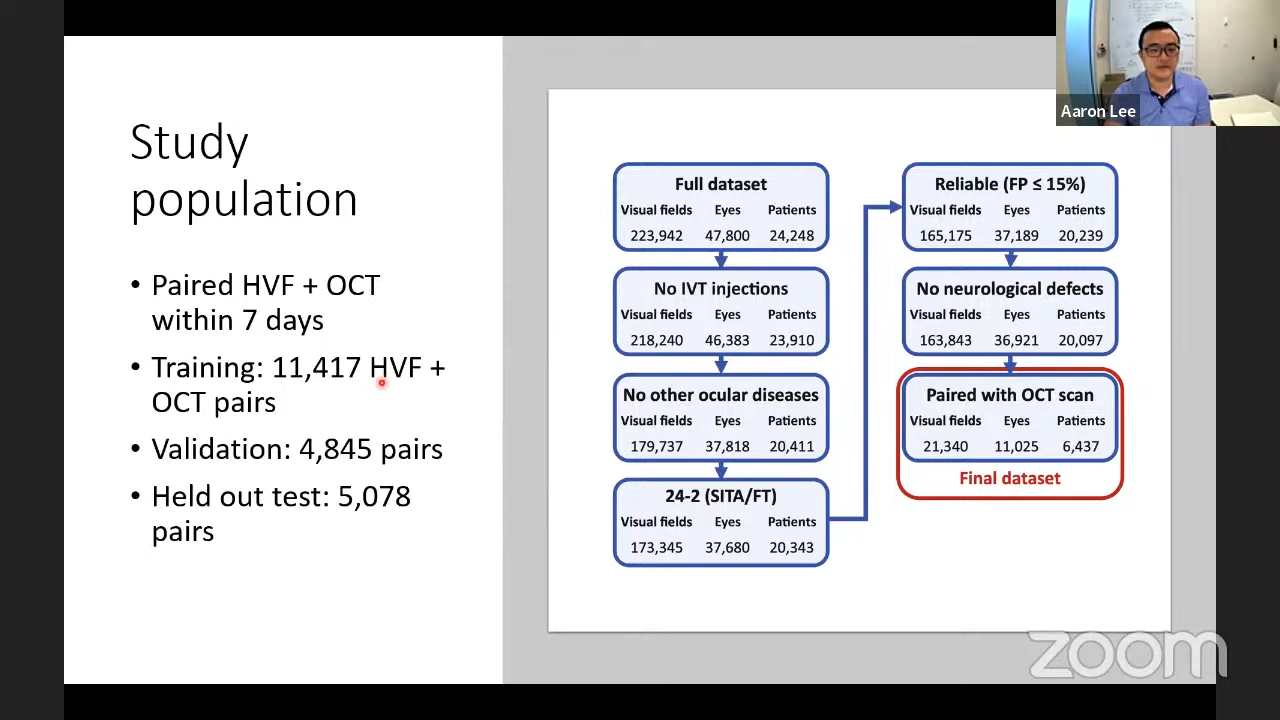 Study
population
• Paired HVF + OCT
within 7 days
• Training: 11,417 HVF +
OCT pairs
• Validation: 4,845 pairs
• Held out test: 5,078
pairs
Full dataset
Visual fields Eyes Patients
223,942 47,800 24,248
No IVT injections
Visual fields Eyes Patients
218,240 46,383 23,910
No other ocular diseases
Visual fields Eyes Patients
179,737 37,818 20,411
24-2 (SITA/FT)
Visual fields Eyes Patients
173,345 37,680 20,343
Reliable (FP ≤ 15%)
Visual fields Eyes Patients
165,175 37,189 20,239
No neurological defects
Visual fields Eyes Patients
163,843 36,921 20,097
Paired with OCT scan
Visual fields Eyes Patients
21,340 11,025 6,437
Final dataset
Aaron Lee
zoom